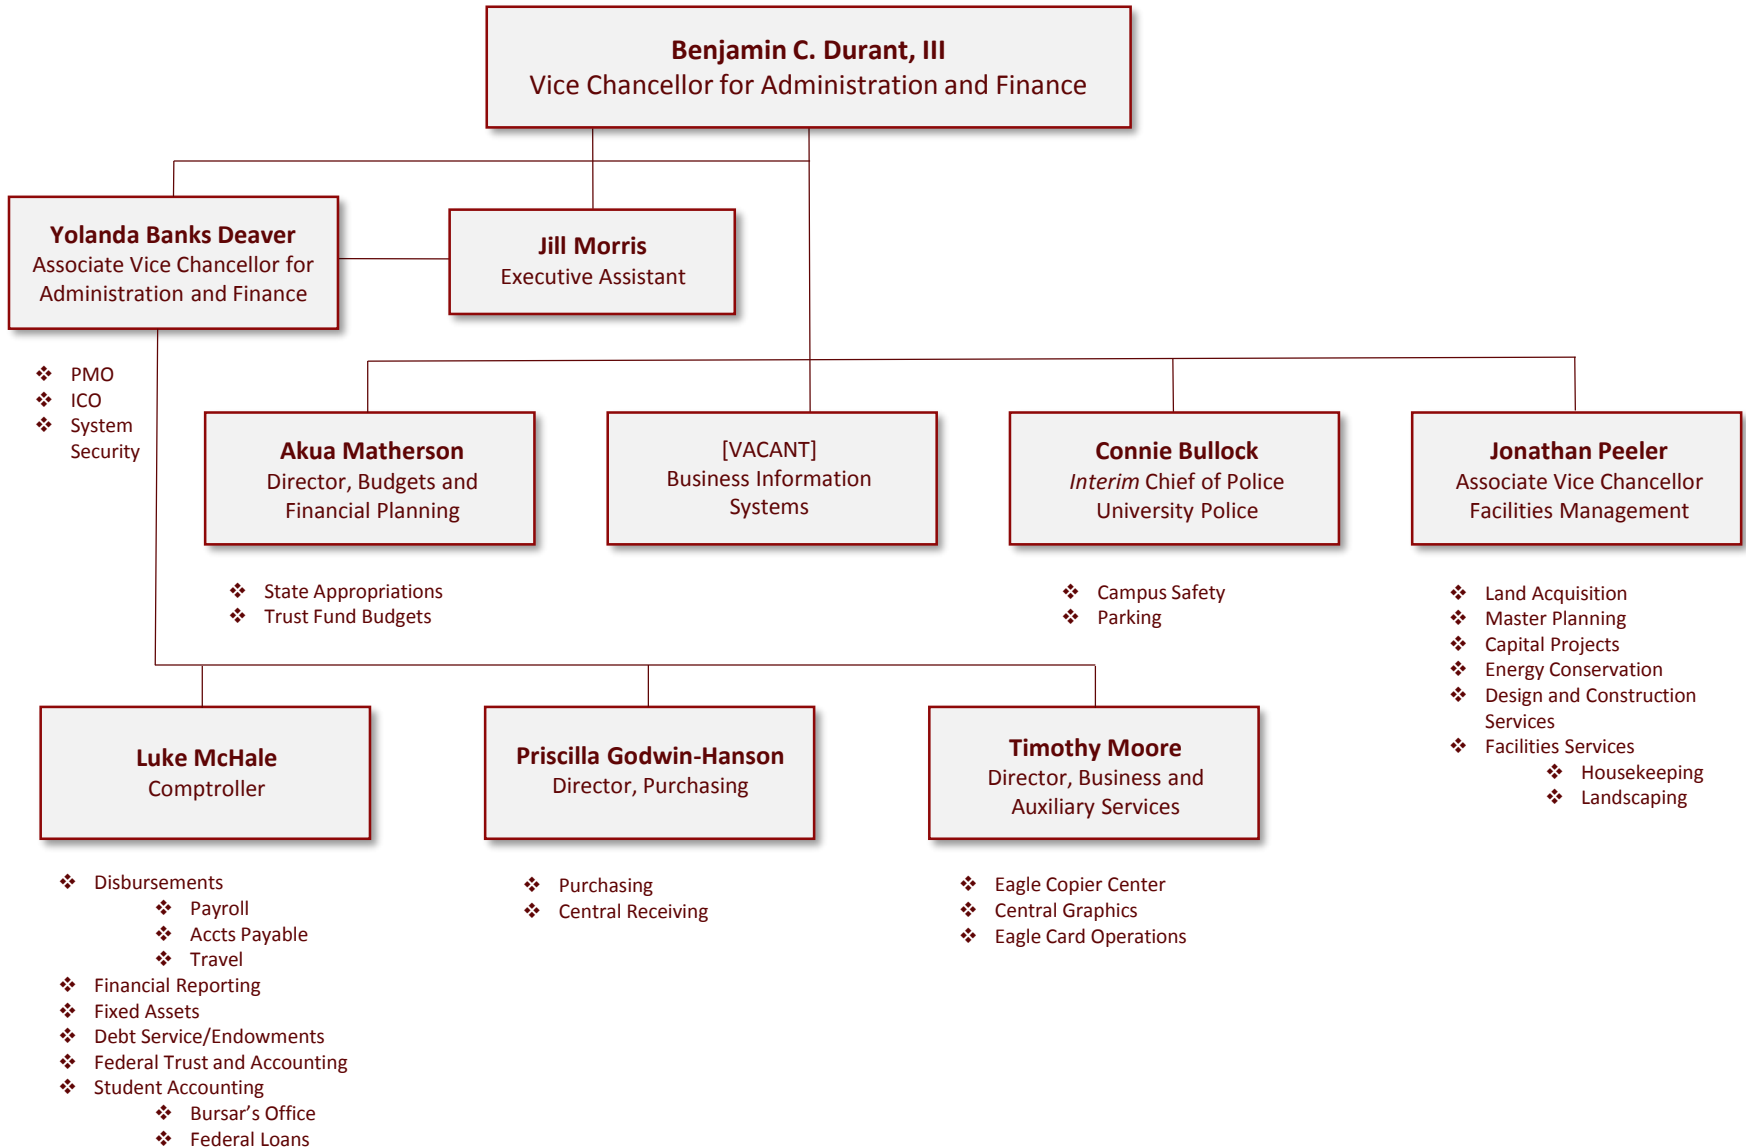 Benjamin C. Durant, III
Vice Chancellor for Administration and Finance
Yolanda Banks Deaver
Associate Vice Chancellor for
Administration and Finance
Jill Morris
Executive Assistant
❖ PMO
❖ ICO
❖ System
Security
Akua Matherson
Director, Budgets and
Financial Planning
[VACANT]
Business Information
Systems
Connie Bullock
Interim Chief of Police
University Police
Jonathan Peeler
Associate Vice Chancellor
Facilities Management
❖ State Appropriations
❖ Trust Fund Budgets
❖ Campus Safety
❖ Parking
❖ Land Acquisition
❖ Master Planning
❖ Capital Projects
❖ Energy Conservation
❖ Design and Construction
Services
❖ Facilities Services
❖ Housekeeping
❖ Landscaping
Luke McHale
Comptroller
Priscilla Godwin-Hanson
Director, Purchasing
Timothy Moore
Director, Business and
Auxiliary Services
❖ Disbursements
❖ Payroll
❖ Accts Payable
❖ Travel
❖ Financial Reporting
❖ Fixed Assets
❖ Debt Service/Endowments
❖ Federal Trust and Accounting
❖ Student Accounting
❖ Bursar’s Office
❖ Federal Loans
❖ Purchasing
❖ Central Receiving
❖ Eagle Copier Center
❖ Central Graphics
❖ Eagle Card Operations